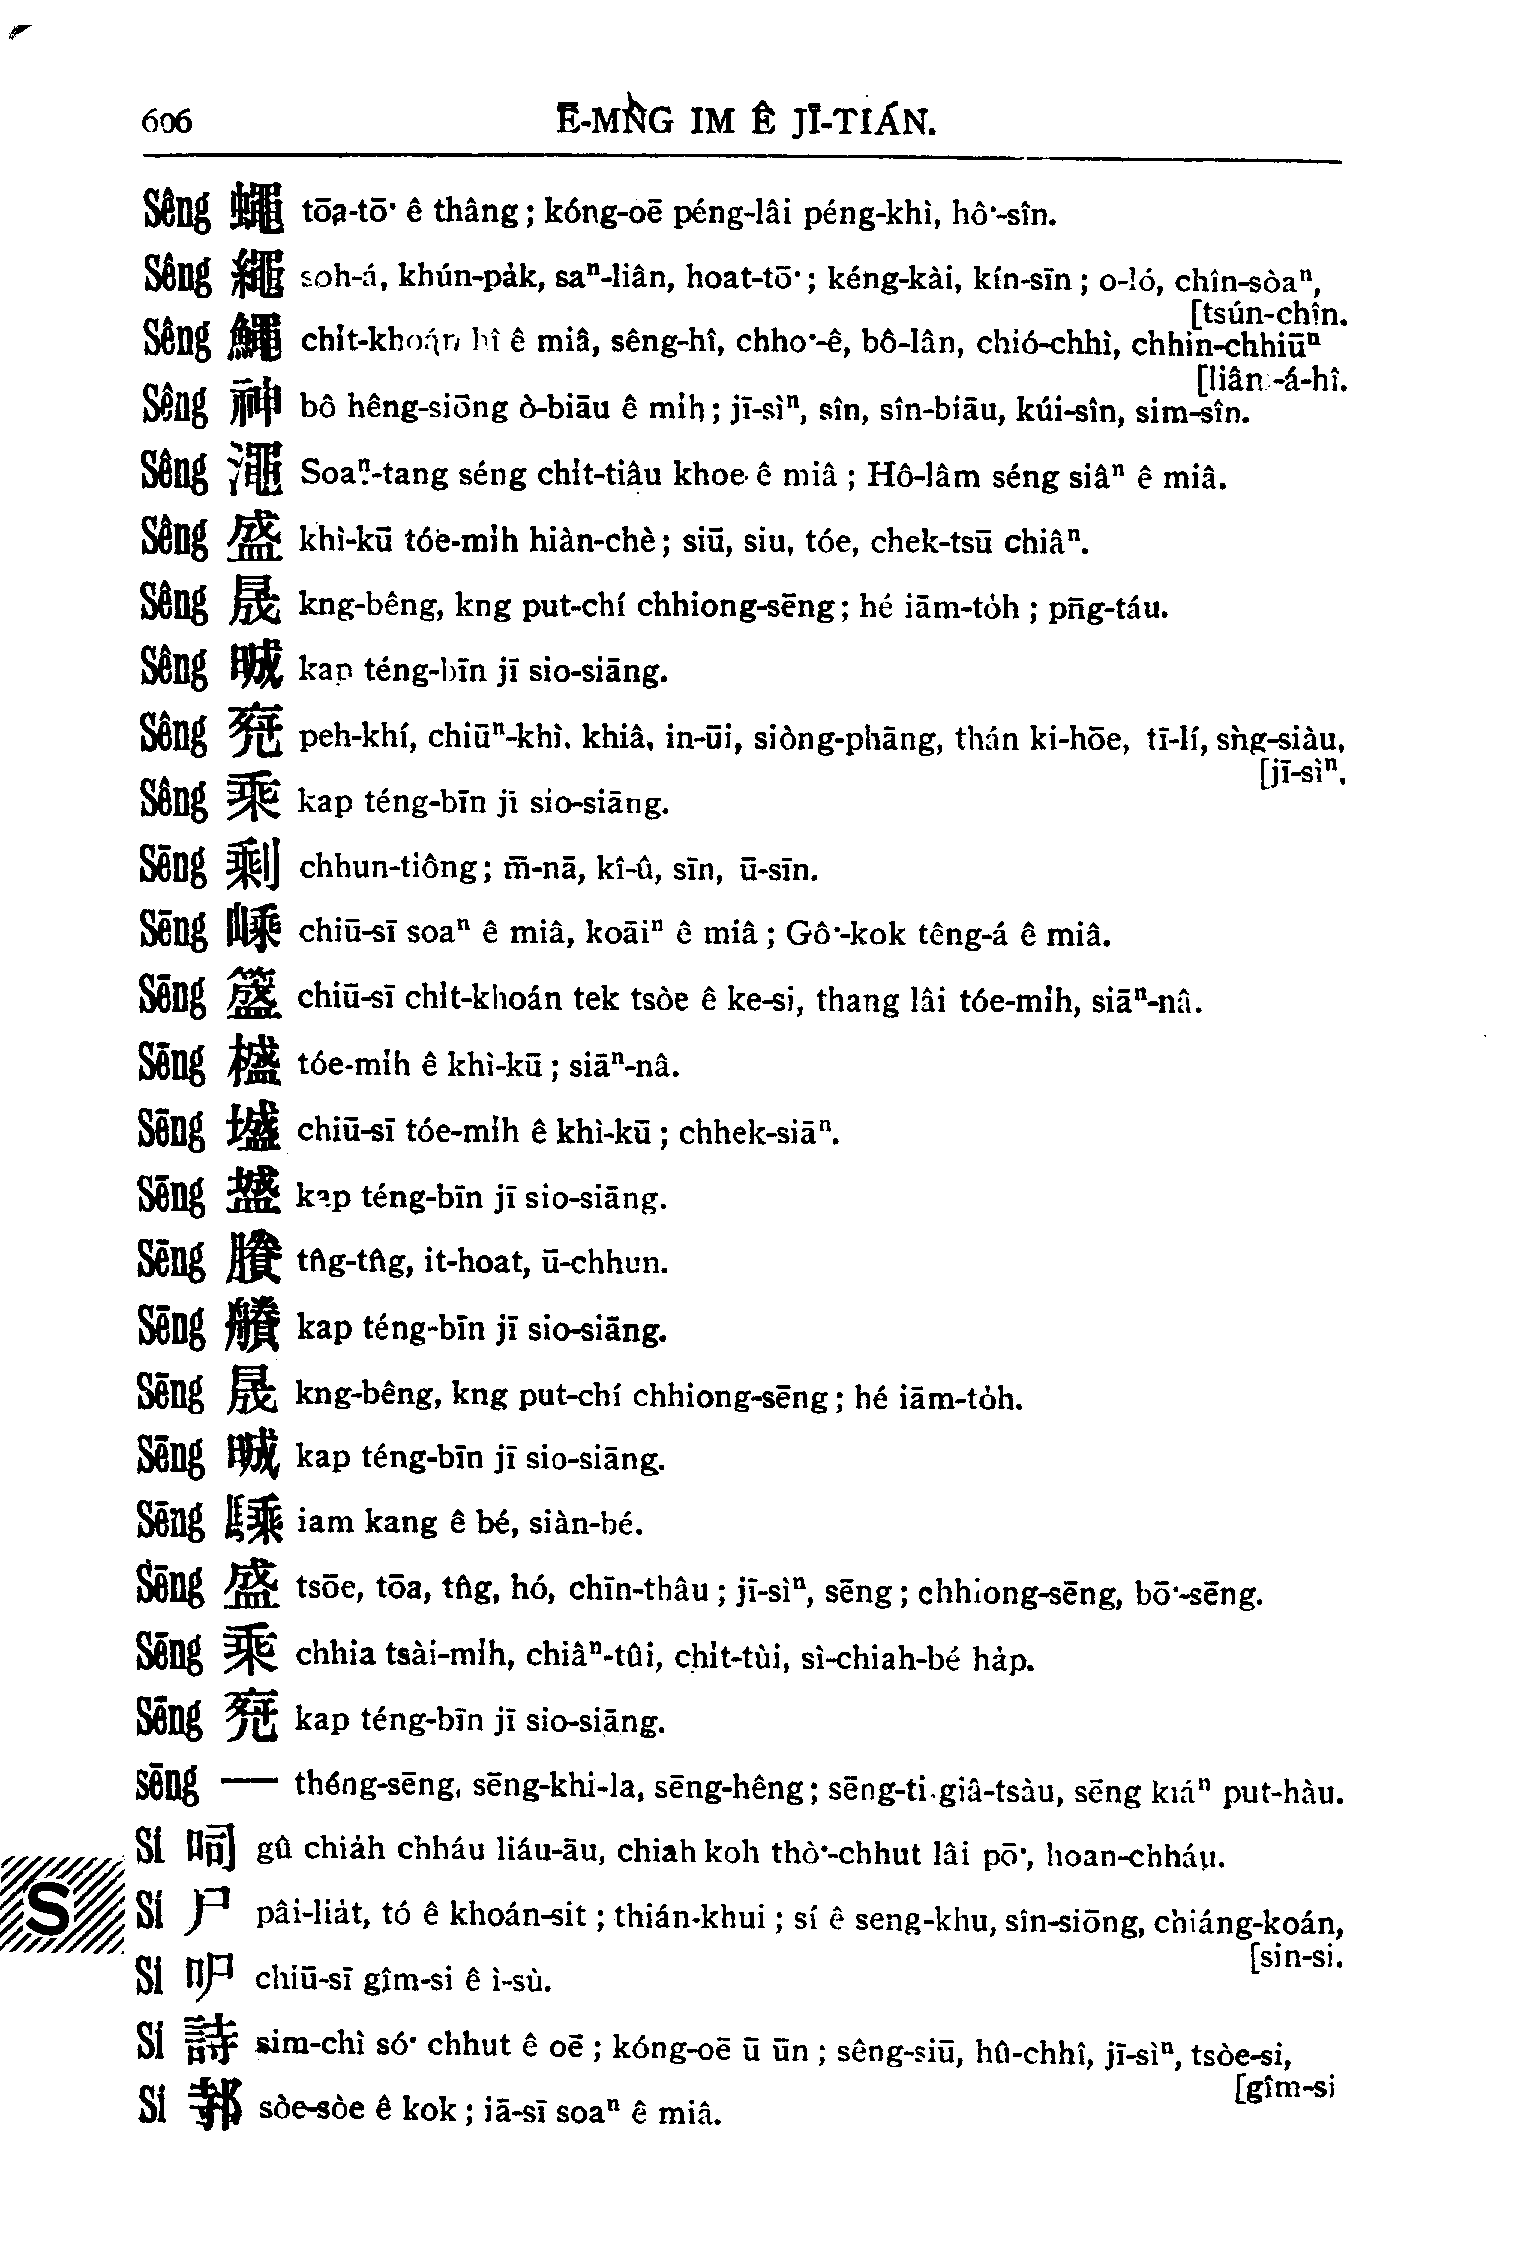 606 Ē-MN̂G IM Ê JĪ-TIÁN.
Sêng 蠅 tōa-tō͘ ê thâng; kóng-oē péng-lâi péng-khì, hô͘-sîn.
Sêng 繩 soh-á, khún-pa̍k, saⁿ-liân, hoat-tō͘; kéng-kài, kín-sīn; o-ló, chîn-sòaⁿ,
[tsún-chîn.
Sêng 鱦 chi̍t-khoán hî ê miâ, sêng-hî, chho͘-ê, bô-lân, chió-chhì, chhin-chhiūⁿ
[liân-á-hî.
Sêng 神 bô hêng-siōng ò-biāu ê mi̍h; jī-sìⁿ, sîn, sîn-biāu, kúi-sîn, sim-sîn.
Sêng 澠 Soaⁿ-tang séng chi̍t-tiâu khoe ê miâ; Hô-lâm séng siâⁿ ê miâ.
Sêng 盛 khì-kū tóe-mi̍h hiàn-chè; siū, siu, tóe, chek-tsū chiâⁿ.
Sêng 晟 kng-bêng, kng put-chí chhiong-sēng; hé iām-to̍h; pn̄g-táu.
Sêng 晠 kap téng-bīn jī sio-siāng.
Sêng 椉 peh-khí, chiūⁿ-khì, khiâ, in-ūi, siòng-phāng, thán ki-hōe, tī-lí, sǹg-siàu,
[jī-sìⁿ.
Sêng 乘 kap téng-bīn jī sio-siāng.
Sēng 剩 chhun-tiông; m̄-nā, kî-û, sīn, ū-sīn.
Sēng 嵊 chiū-sī soaⁿ ê miâ, koāiⁿ ê miâ; Gô͘-kok têng-á ê miâ.
Sēng 䇸 chiū-sī chi̍t-khoán tek tsòe ê ke-si, thang lâi tóe-mi̍h, siāⁿ-nâ.
Sēng 橀 tóe-mi̍h ê khì-kū; siāⁿ-nâ.
Sēng 墭 chiū-sī tóe-mi̍h ê khì-kū; chhek-siāⁿ.
Sēng kap téng-bīn jī sio-siāng.
Sēng 賸 tn̂g-tn̂g, it-hoat, ū-chhun.
Sēng kap téng-bīn jī sio-siāng.
Sēng 晟 kng-bêng, kng put-chí chhiong-sēng; hé iām-to̍h.
Sēng 晠 kap téng-bīn jī sio-siāng.
Sēng 騬 iam kang ê bé, siàn-bé.
Sēng 盛 tsōe, tōa, tn̂g, hó, chīn-thâu; jī-sìⁿ, sēng; chhiong-sēng, bō͘-sēng.
Sēng 乘 chhia tsài-mi̍h, chiâⁿ-tûi, chi̍t-tùi, sì-chiah-bé ha̍p.
Sēng 椉 kap téng-bīn jī sio-siāng.
sēng — théng-sēng, sēng-khi-la, sēng-hêng; sēng-ti giâ-tsàu, sēng kiáⁿ put-hàu.
Si 呞 gû chia̍h chháu liáu-āu, chiah koh thò͘-chhut lâi pō͘, hoan-chháu.
S
Si 尸 pâi-lia̍t, tó ê khoán-sit; thián-khui; sí ê seng-khu, sîn-siōng, chiáng-koán,
[sin-si.
Si 呎 chiū-sī gîm-si ê ì-sù.
Si 詩 sim-chì só͘ chhut ê oē; kóng-oē ū ūn; sêng-siū, hû-chhî, jī-sìⁿ, tsòe-si,
[gîm-si
Si 邿 sòe-sòe ê kok; iā-sī soaⁿ ê miâ.